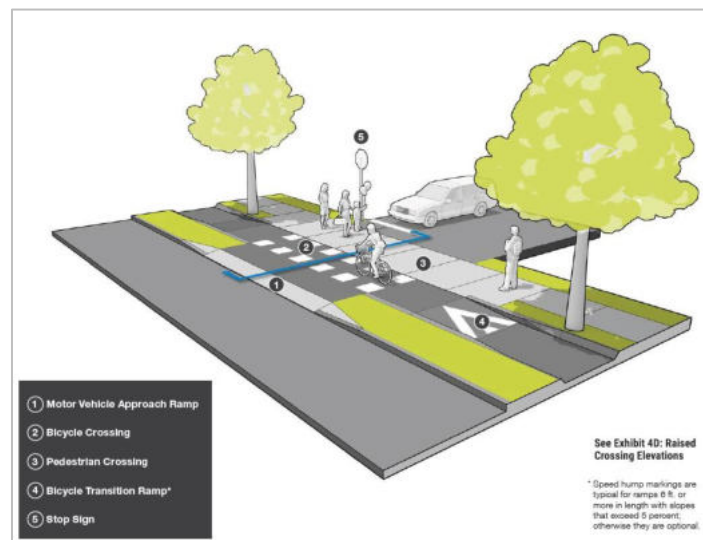 5
2
3
1
4
1 Motor Vehicle Approach Ramp
2 Bicycle Crossing
3 Pedestrian Crossing
4 Bicycle Transition Ramp*
5 Stop Sign
See Exhibit 4D: Raised
Crossing Elevations
* Speed hump markings are
typical for ramps 6 ft. or
more in length with slopes
that exceed 5 percent;
otherwise they are optional.